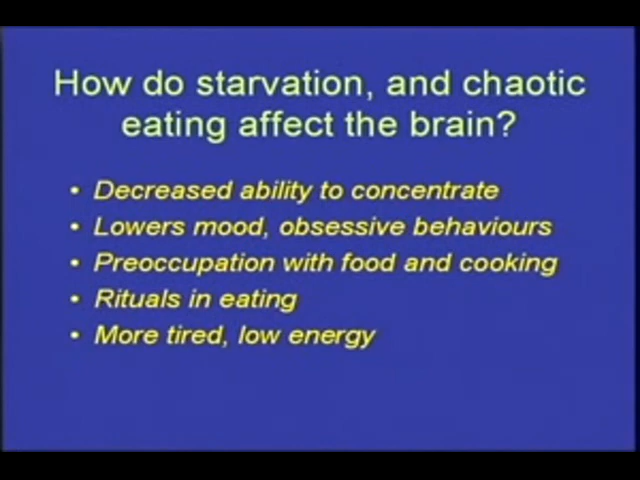 How do starvation, and chaotic
eating affect the brain?
• Decreased ability to concentrate
• Lowers mood, obsessive behaviours
• Preoccupation with food and cooking
• Rituals in eating
• More tired, low energy